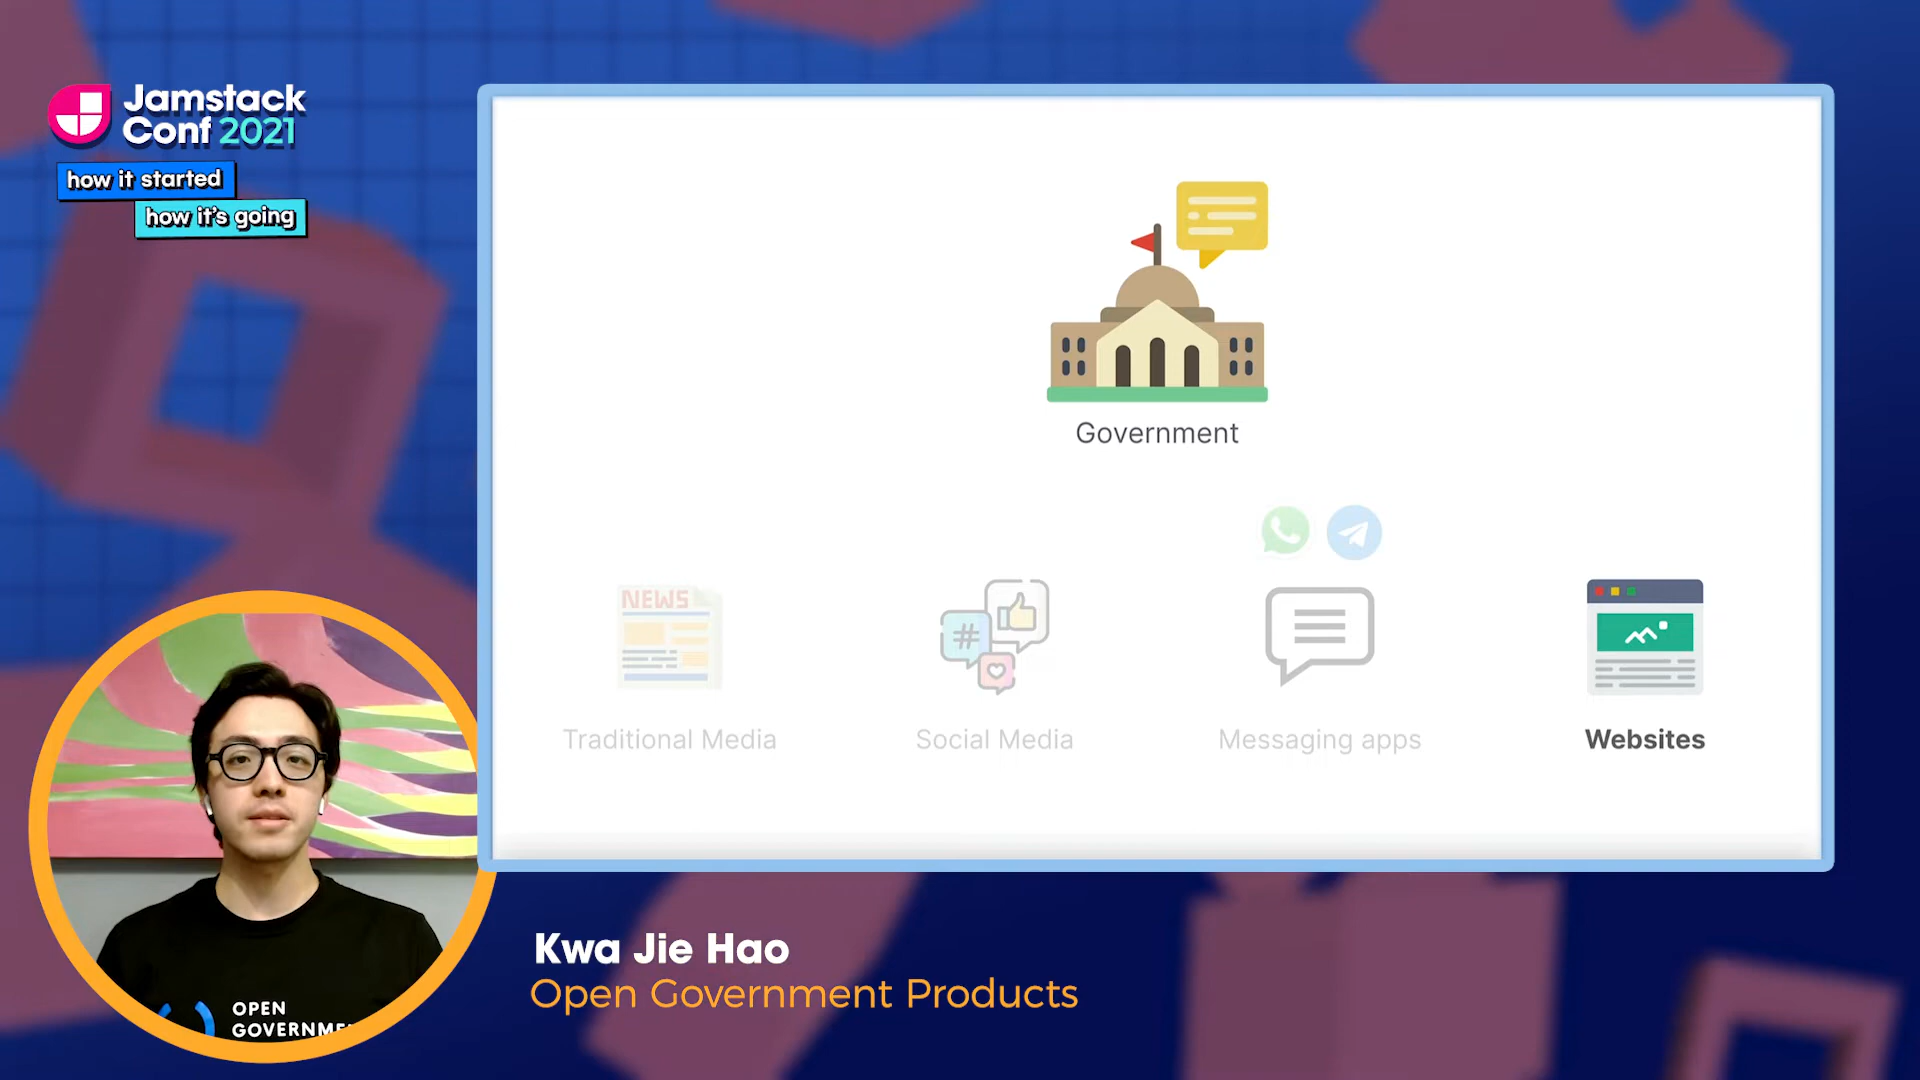 Jamstack
Conf 2021
how it started
how it's going
Government
NEWS
#
Traditional Media
Social Media
Messaging apps
Websites
OPEN
GOVERNME
Kwa Jie Hao
Open Government Products